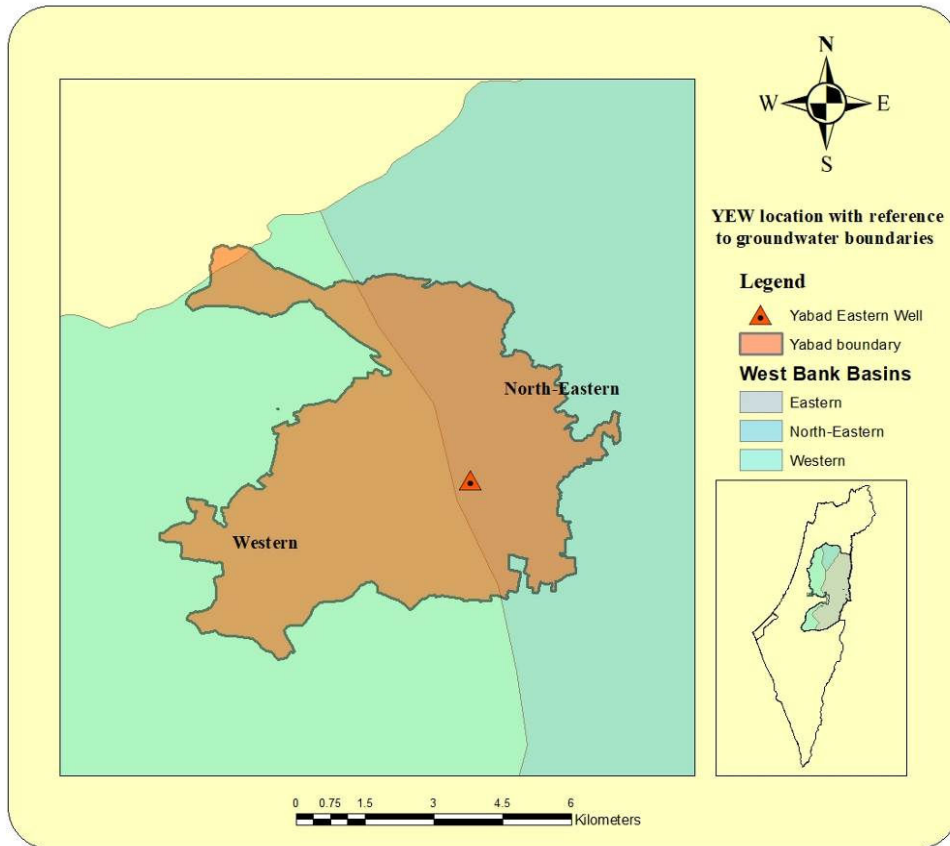 N
W E
S
YEW location with reference
to groundwater boundaries
Legend
Yabad Eastern Well
Yabad boundary
West Bank Basins
Eastern
North-Eastern
Western
North-Eastern
Western
0 0.75 1.5 3 4.5 6
Kilometers